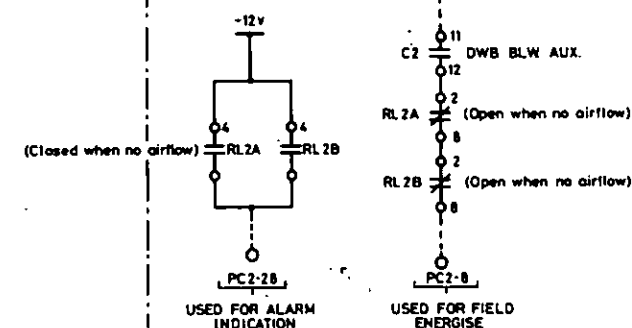 -12v
4
4
(Closed when no airflow)
RL2A
RL2B
PC2-28
USED FOR ALARM
INDICATION
11
C2
DWB BLW AUX.
12
2
RL2A
(Open when no airflow)
8
2
RL2B
(Open when no airflow)
8
PC2-8
USED FOR FIELD
ENERGISE